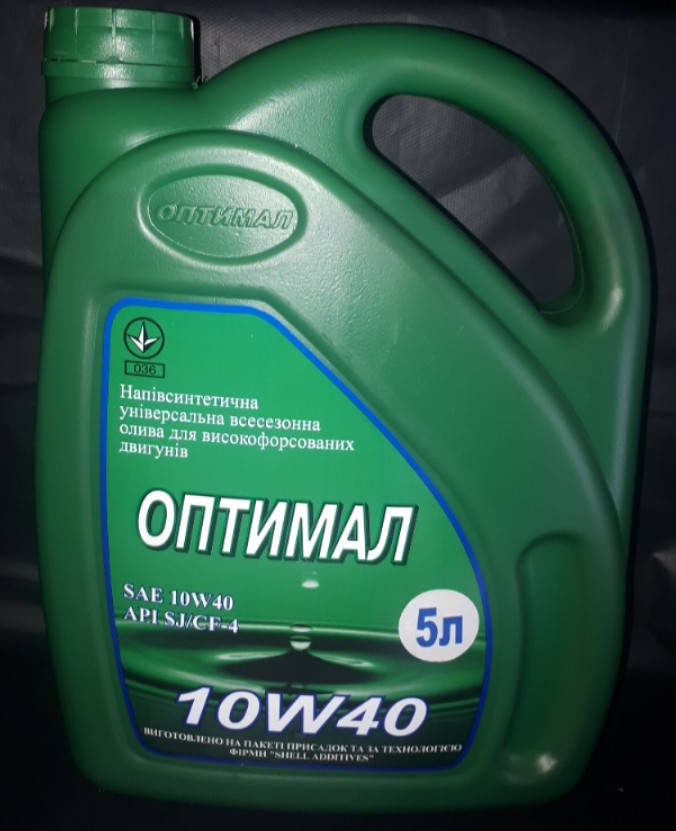 ОПТИМАЛ
036
Напівсинтетична
універсальна всесезонна
олива для високофорсованих
двигунів
ОПТИМАЛ
SAE 10W40
API SJ/CF-4
5л
10W40
ВИГОТОВЛЕНО НА ПАКЕТІ ПРИСАДОК ТА ЗА ТЕХНОЛОГІЄЮ
ФІРМИ "SHELL ADDITIVES"